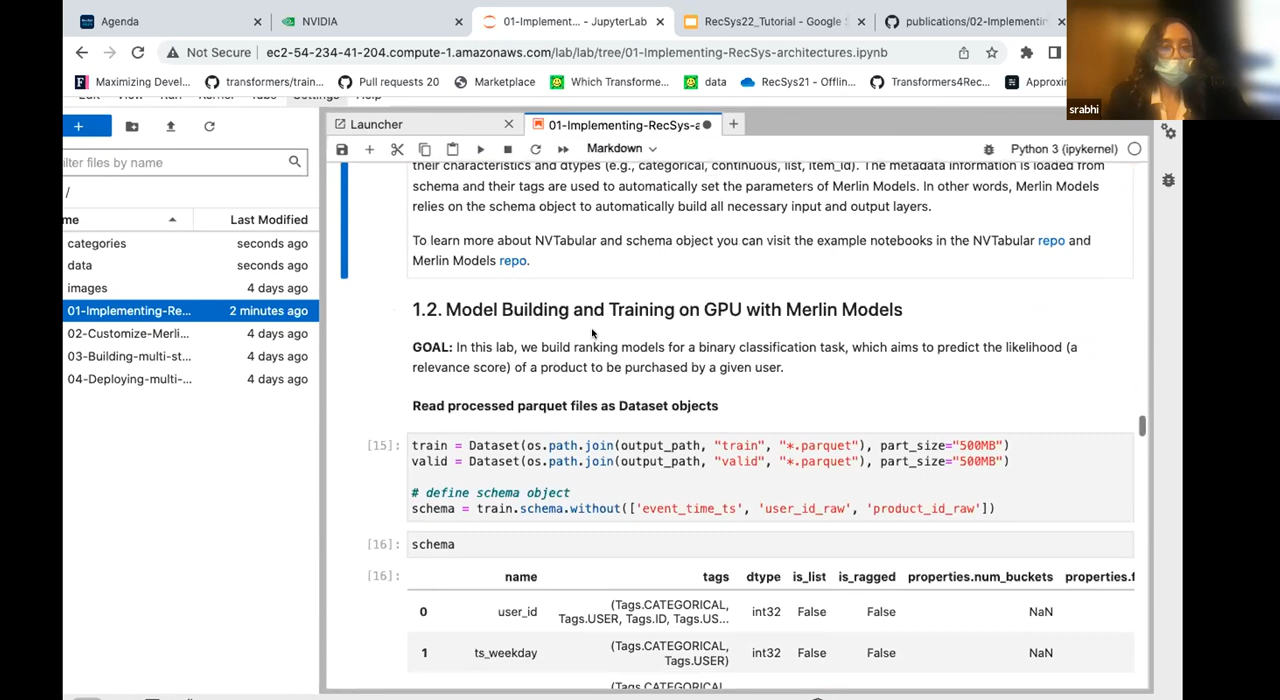 Agenda
NVIDIA
01-Implement... - JupyterLab
RecSys22_Tutorial - Google
publications/02-Implementin
Not Secure
ec2-54-234-41-204.compute-1.amazonaws.com/lab/lab/tree/01-Implementing-RecSys-architectures.ipynb
Maximizing Devel...
transformers/train...
Pull requests 20
Marketplace
Which Transforme...
data
RecSys21 - Offlin...
Transformers4Rec...
Approxin
srabhi
Launcher
01-Implementing-RecSys-a
Markdown
Python 3 (ipykernel)
ilter files by name
/
me
Last Modified
categories
seconds ago
data
seconds ago
images
4 days ago
01-Implementing-Re...
2 minutes ago
02-Customize-Merli...
4 days ago
03-Building-multi-st...
4 days ago
04-Deploying-multi-...
4 days ago
their characteristics and dtypes (e.g., categorical, continuous, list, item_id). The metadata information is loaded from
schema and their tags are used to automatically set the parameters of Merlin Models. In other words, Merlin Models
relies on the schema object to automatically build all necessary input and output layers.
To learn more about NVTabular and schema object you can visit the example notebooks in the NVTabular repo and
Merlin Models repo.
1.2. Model Building and Training on GPU with Merlin Models
GOAL: In this lab, we build ranking models for a binary classification task, which aims to predict the likelihood (a
relevance score) of a product to be purchased by a given user.
Read processed parquet files as Dataset objects
[15]:
train = Dataset(os.path.join(output_path, "train", "*.parquet"), part_size="500MB")
valid = Dataset(os.path.join(output_path, "valid", "*.parquet"), part_size="500MB")
# define schema object
schema = train.schema.without(['event_time_ts', 'user_id_raw', 'product_id_raw'])
[16]:
schema
[16]:
name tags dtype is_list is_ragged properties.num_buckets properties.f
0 user_id (Tags.CATEGORICAL, Tags.USER, Tags.ID, Tags.US... int32 False False NaN
1 ts_weekday (Tags.CATEGORICAL, Tags.USER) int32 False False NaN
(Tags.CATEGORICAL,